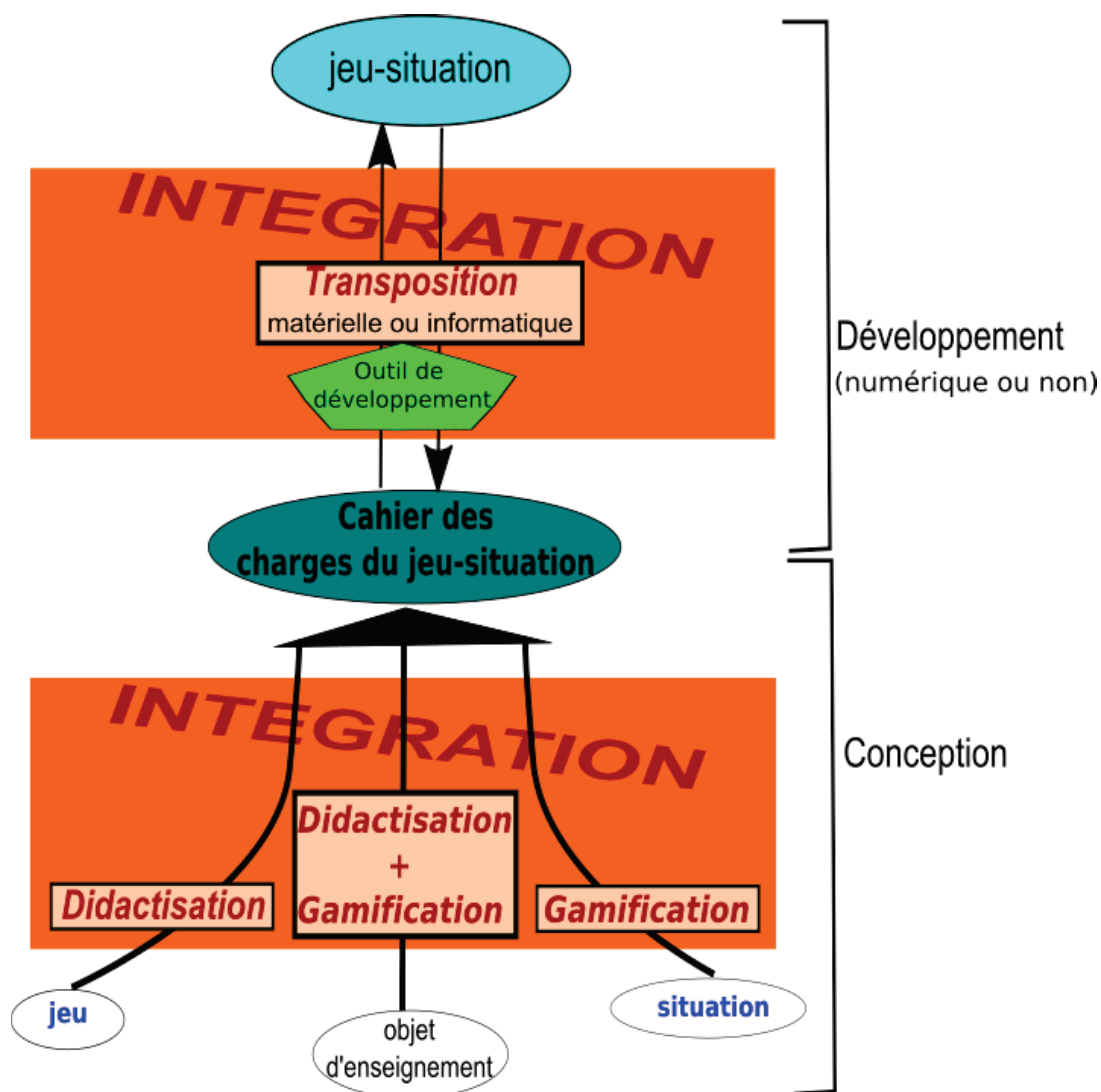 jeu-situation
INTEGRATION
Transposition
matérielle ou informatique
Outil de
développement
Développement
(numérique ou non)
Cahier des
charges du jeu-situation
INTEGRATION
Conception
Didactisation
+
Gamification
Didactisation
Gamification
jeu
objet
d'enseignement
situation